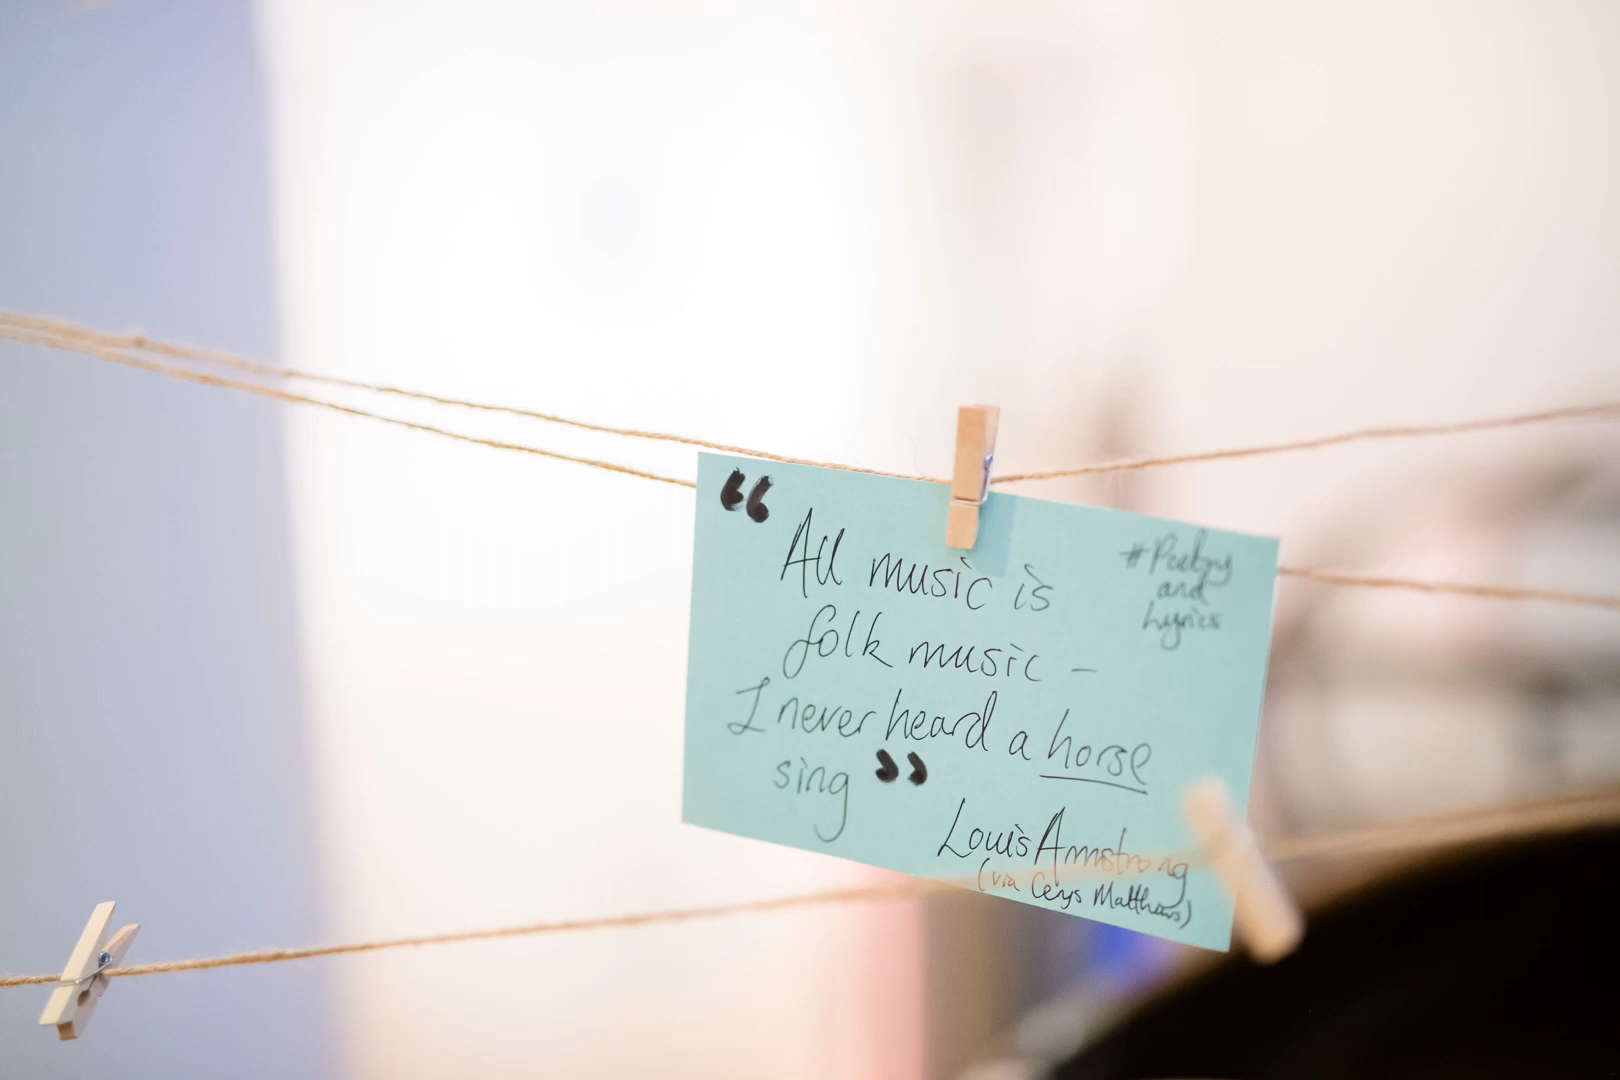 “ All music is
folk music –
I never heard a horse
sing ”
# Poetry
and
Lyrics
Louis Armstrong
(via Cerys Matthews)